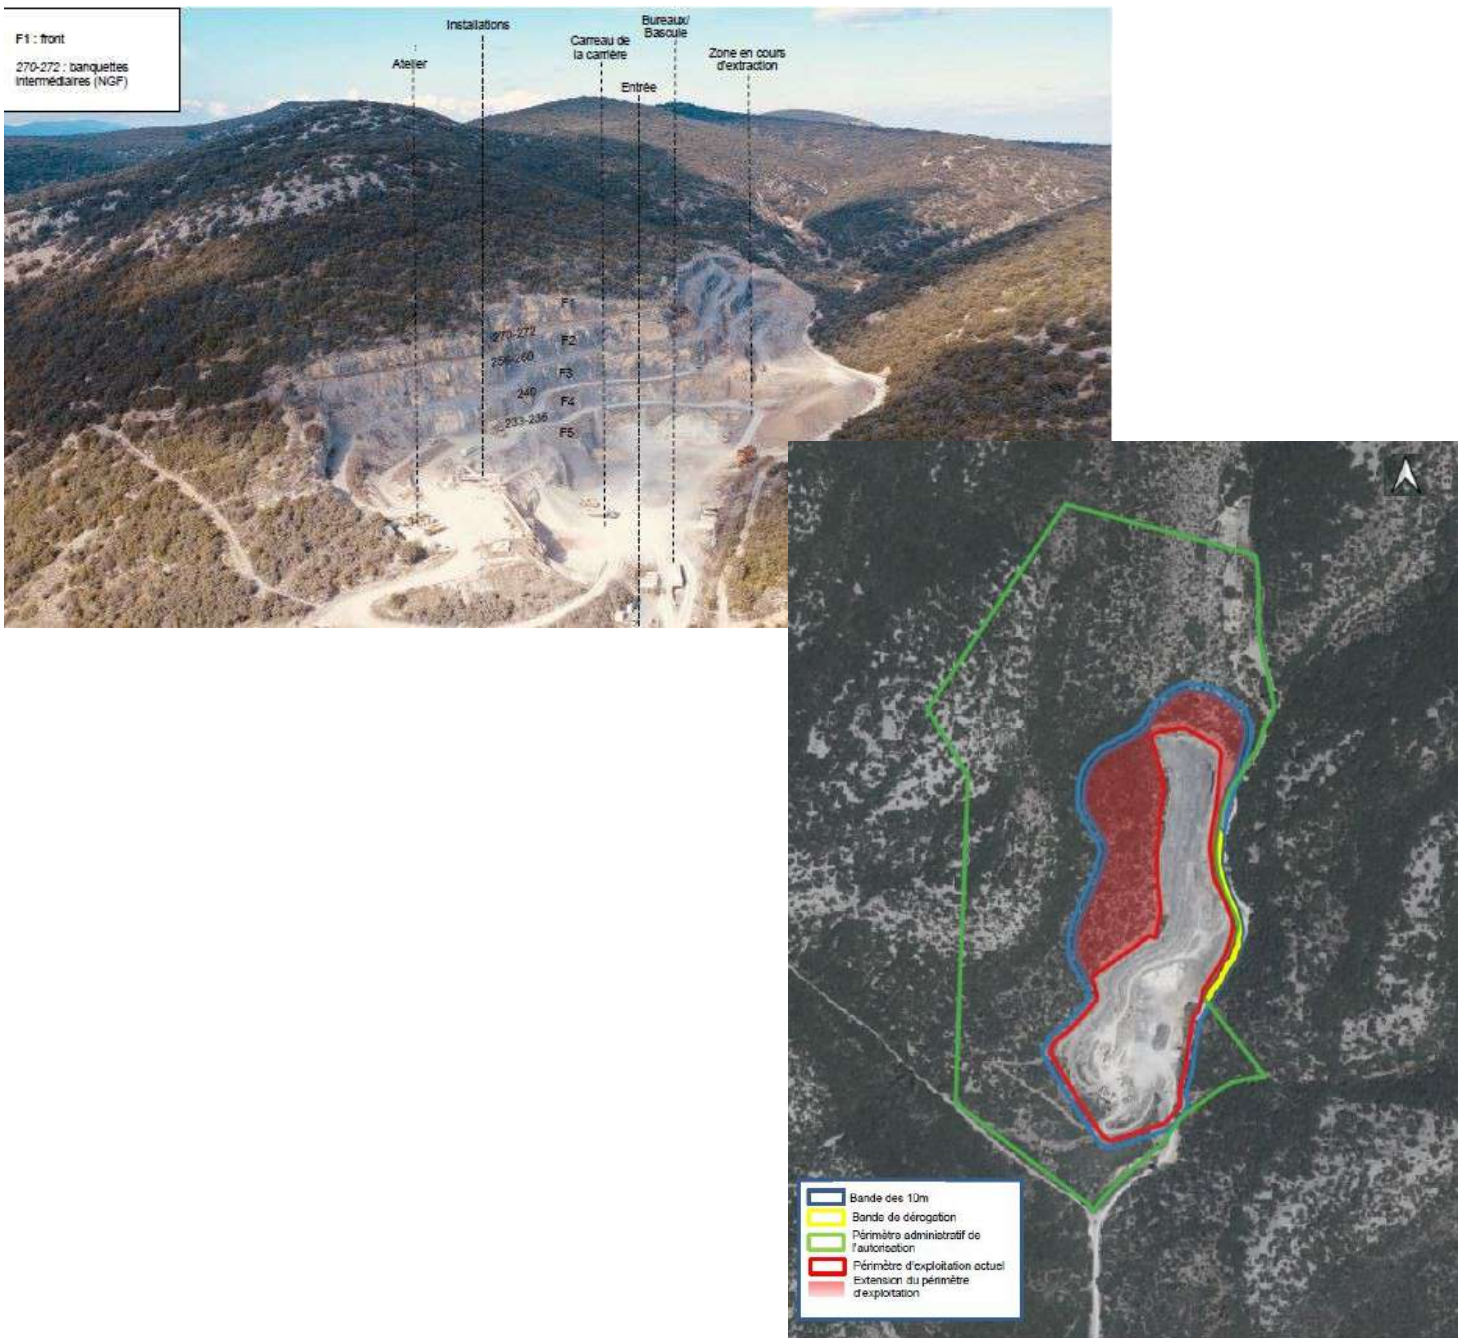 F1 : front
270-272 : banquettes
Intermédiaires (NGF)
Atelier
Installations
Carreau de
la carrière
Entrée
Bureaux/
Bascule
Zone en cours
d'extraction
F1
270-272
F2
256-260
F3
240
F4
233-236
F5
Bande des 10m
Bande de dérogation
Périmètre administratif de
l'autorisation
Périmètre d'exploitation actuel
Extension du périmètre
d'exploitation